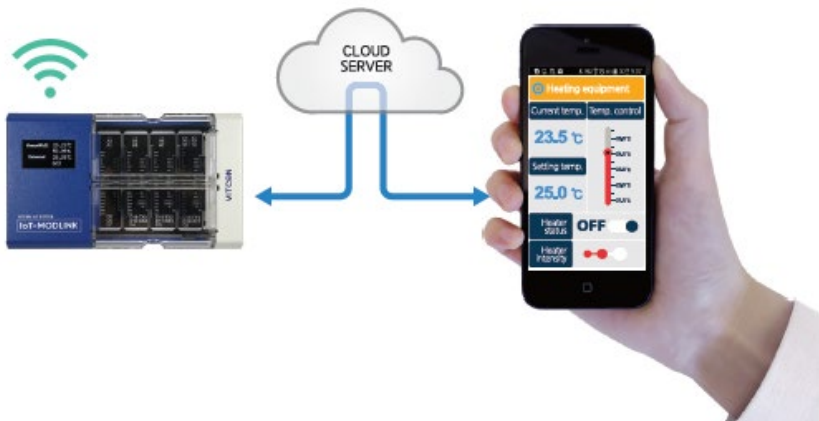 CLOUD
SERVER
IoT-MODLINK
VITCON
Heating equipment
Current temp.
Temp. control
23.5 ℃
Setting temp.
25.0 ℃
Heater
status
OFF
Heater
Intensity